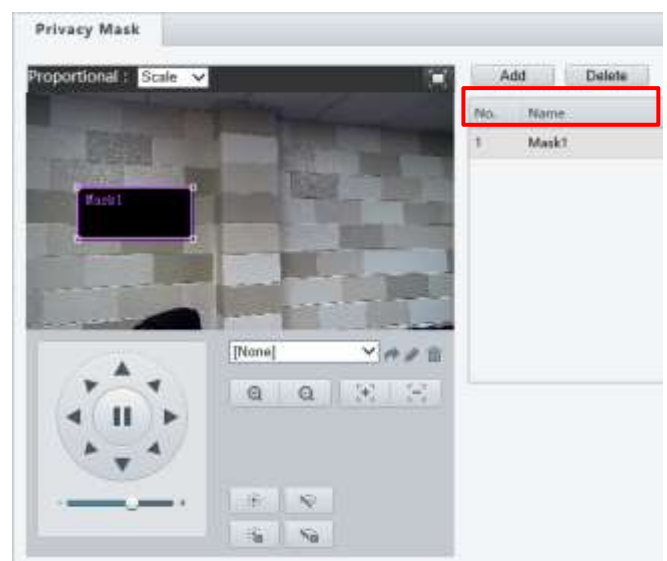 Privacy Mask
Proportional : Scale
Add Delete
No. Name
1 Mask1
Mask1
[None]
- +